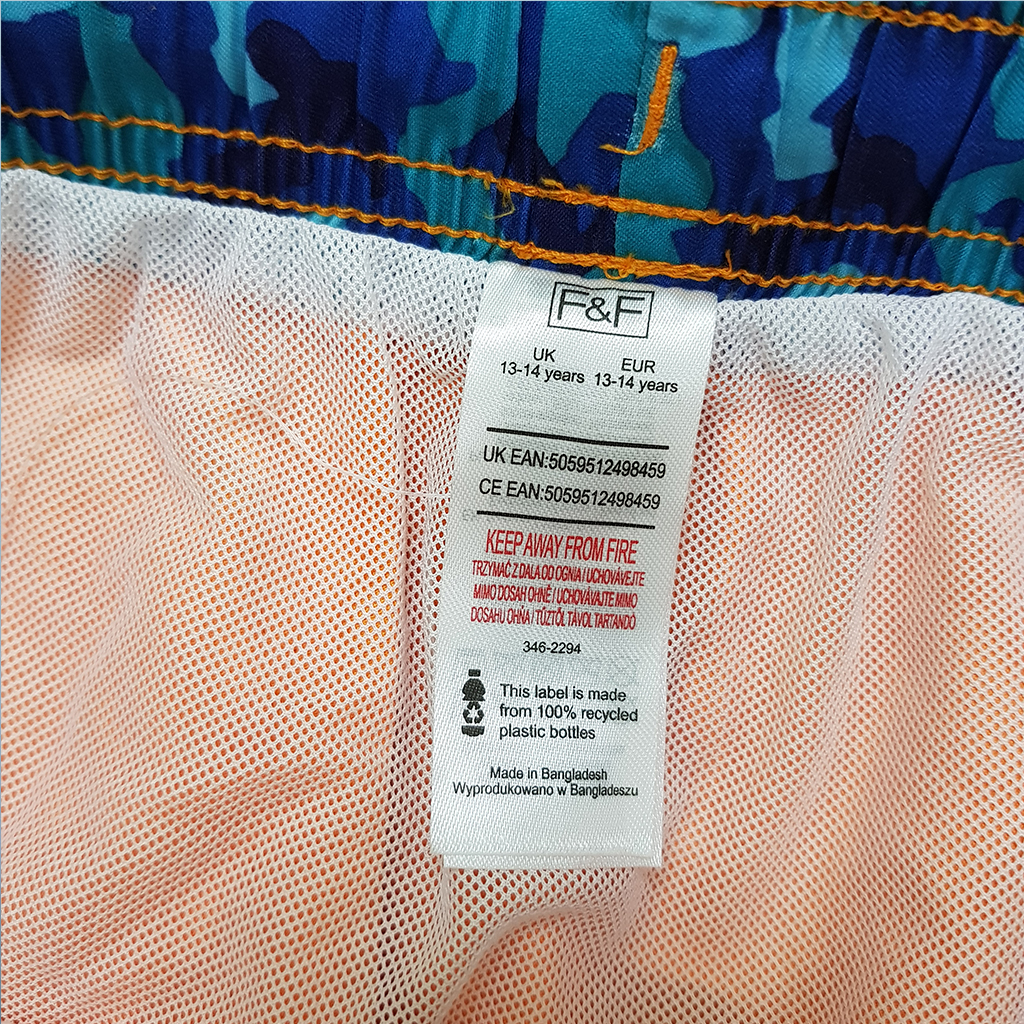 F&F
UK EUR
13-14 years 13-14 years
UK EAN:5059512498459
CE EAN:5059512498459
KEEP AWAY FROM FIRE
TRZYMAĆ Z DALA OD OGNIA / UCHOVÁVEJTE
MIMO DOSAH OHNĚ / UCHOVÁVAJTE MIMO
DOSAHU OHŇA / TŰZTŐL TÁVOL TARTANDÓ
346-2294
This label is made
from 100% recycled
plastic bottles
Made in Bangladesh
Wyprodukowano w Bangladeszu